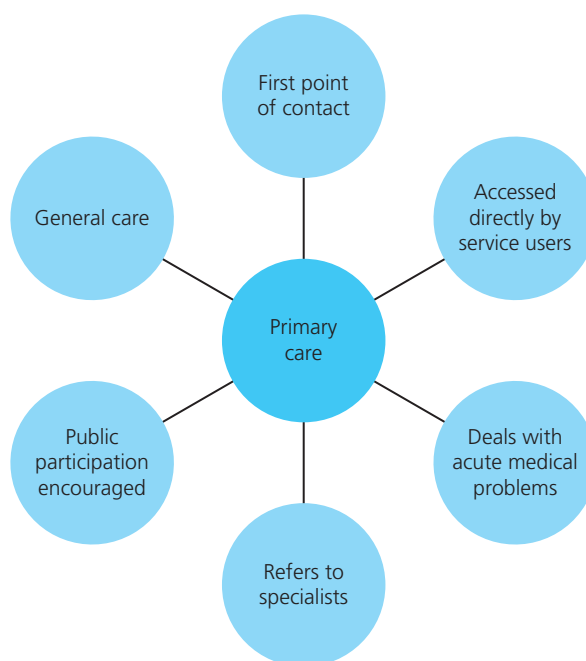 First point
of contact
General care
Accessed
directly by
service users
Primary
care
Public
participation
encouraged
Deals with
acute medical
problems
Refers to
specialists